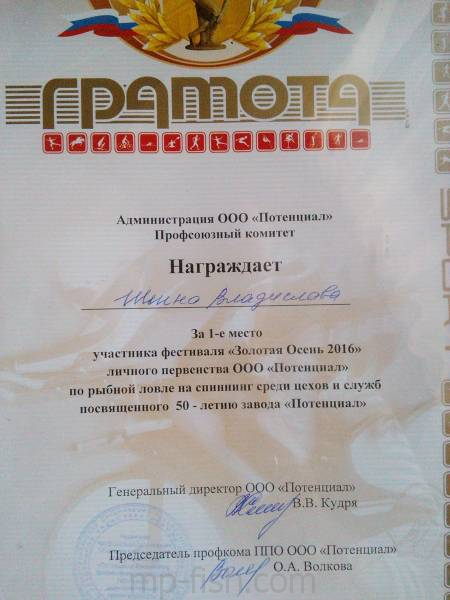 ГРАМОТА
Администрация ООО «Потенциал»
Профсоюзный комитет
Награждает
Владислава
За 1-е место
участника фестиваля «Золотая Осень 2016»
личного первенства ООО «Потенциал»
по рыбной ловле на спиннинг среди цехов и служб
посвященного 50 - летию завода «Потенциал»
Генеральный директор ООО «Потенциал»
В.В. Кудря
Председатель профкома ППО ООО «Потенциал»
О.А. Волкова
mp-fish.com
SPORT